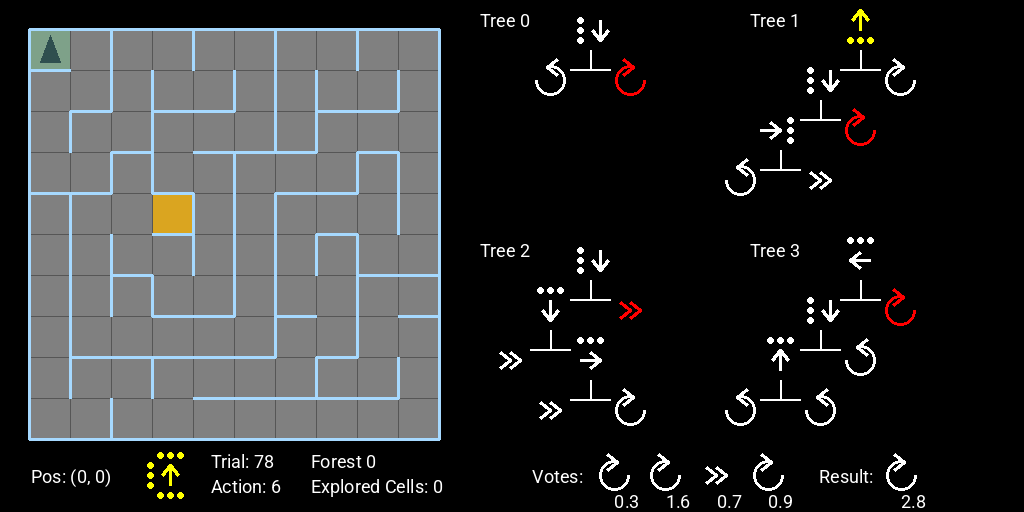 Tree 0
Tree 1
Tree 2
Tree 3
Pos: (0, 0)
Trial: 78
Forest 0
Action: 6
Explored Cells: 0
Votes:
Result:
0.3
1.6
0.7
0.9
2.8